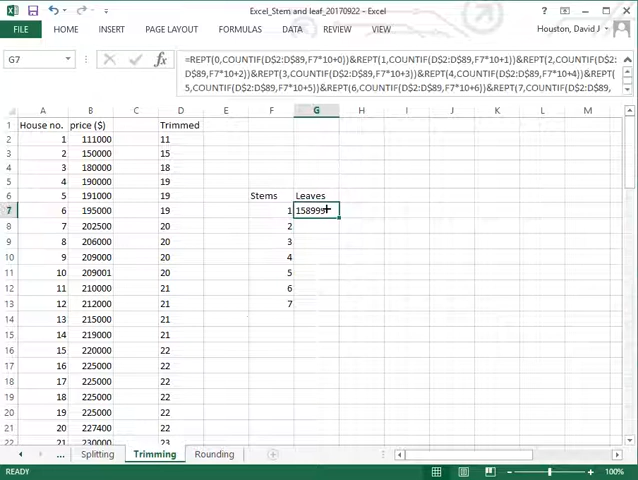 Excel_Stem and leaf_20170922 - Excel
FILE HOME INSERT PAGE LAYOUT FORMULAS DATA REVIEW VIEW Houston, David J
G7 fx =REPT(0,COUNTIF(D$2:D$89,F7*10+0))&REPT(1,COUNTIF(D$2:D$89,F7*10+1))&REPT(2,COUNTIF(D$2:
D$89,F7*10+2))&REPT(3,COUNTIF(D$2:D$89,F7*10+3))&REPT(4,COUNTIF(D$2:D$89,F7*10+4))&REPT(
5,COUNTIF(D$2:D$89,F7*10+5))&REPT(6,COUNTIF(D$2:D$89,F7*10+6))&REPT(7,COUNTIF(D$2:D$89,
A B C D E F G H I J K L M
1 House no. price ($) Trimmed
2 1 111000 11
3 2 150000 15
4 3 180000 18
5 4 190000 19
6 5 191000 19 Stems Leaves
7 6 195000 19 1 158999
8 7 202500 20 2
9 8 206000 20 3
10 9 209000 20 4
11 10 209001 20 5
12 11 210000 21 6
13 12 212000 21 7
14 13 215000 21
15 14 219000 21
16 15 220000 22
17 16 225000 22
18 17 225000 22
19 18 225000 22
20 19 225000 22
21 20 227400 22
22 21 230000 23
... Splitting Trimming Rounding
READY 100%